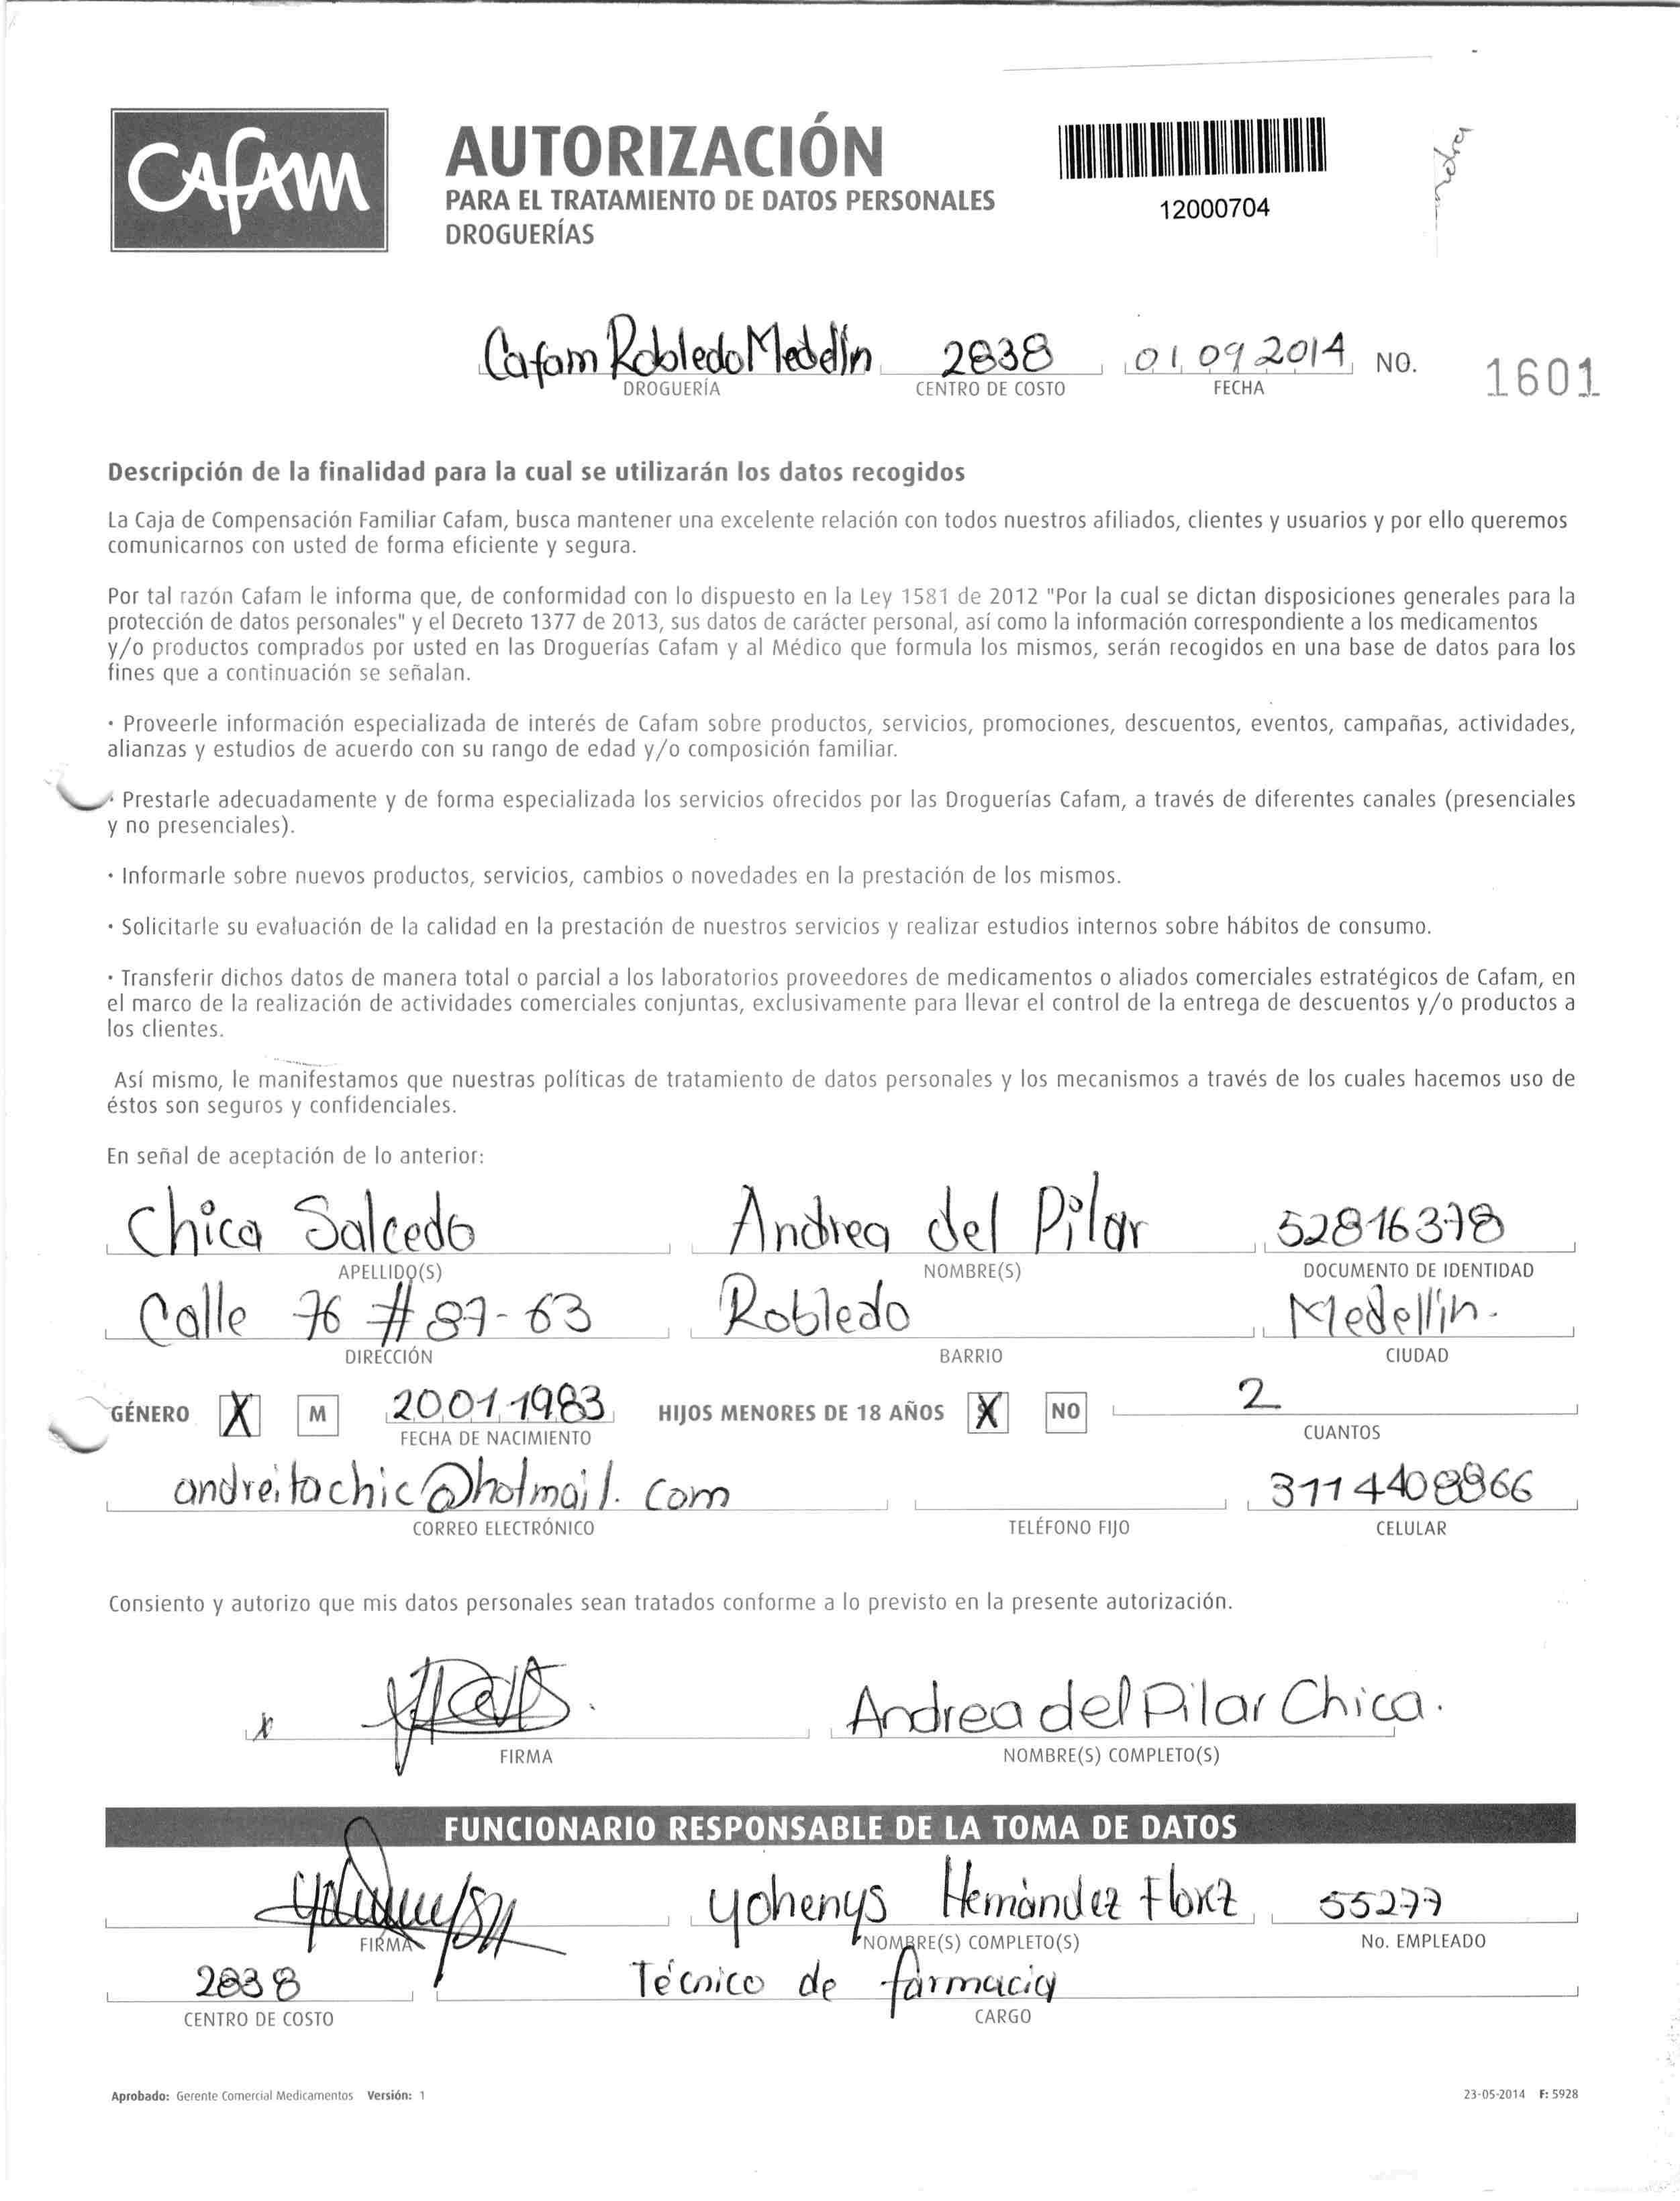 Cafam
AUTORIZACIÓN
PARA EL TRATAMIENTO DE DATOS PERSONALES
DROGUERÍAS
12000704
Cafam Robledo Medellín 2838 01 09 2014 NO. 1601
DROGUERÍA CENTRO DE COSTO FECHA
Descripción de la finalidad para la cual se utilizarán los datos recogidos
La Caja de Compensación Familiar Cafam, busca mantener una excelente relación con todos nuestros afiliados, clientes y usuarios y por ello queremos
comunicarnos con usted de forma eficiente y segura.
Por tal razón Cafam le informa que, de conformidad con lo dispuesto en la Ley 1581 de 2012 "Por la cual se dictan disposiciones generales para la
protección de datos personales" y el Decreto 1377 de 2013, sus datos de carácter personal, así como la información correspondiente a los medicamentos
y/o productos comprados por usted en las Droguerías Cafam y al Médico que formula los mismos, serán recogidos en una base de datos para los
fines que a continuación se señalan.
· Proveerle información especializada de interés de Cafam sobre productos, servicios, promociones, descuentos, eventos, campañas, actividades,
alianzas y estudios de acuerdo con su rango de edad y/o composición familiar.
· Prestarle adecuadamente y de forma especializada los servicios ofrecidos por las Droguerías Cafam, a través de diferentes canales (presenciales
y no presenciales).
· Informarle sobre nuevos productos, servicios, cambios o novedades en la prestación de los mismos.
· Solicitarle su evaluación de la calidad en la prestación de nuestros servicios y realizar estudios internos sobre hábitos de consumo.
· Transferir dichos datos de manera total o parcial a los laboratorios proveedores de medicamentos o aliados comerciales estratégicos de Cafam, en
el marco de la realización de actividades comerciales conjuntas, exclusivamente para llevar el control de la entrega de descuentos y/o productos a
los clientes.
Así mismo, le manifestamos que nuestras políticas de tratamiento de datos personales y los mecanismos a través de los cuales hacemos uso de
éstos son seguros y confidenciales.
En señal de aceptación de lo anterior:
Chica Salcedo Andrea del Pilar 52816378
APELLIDO(S) NOMBRE(S) DOCUMENTO DE IDENTIDAD
Calle 76 # 87-63 Robledo Medellin.
DIRECCIÓN BARRIO CIUDAD
GÉNERO X M 20 01 1983 HIJOS MENORES DE 18 AÑOS X NO 2
FECHA DE NACIMIENTO CUANTOS
andreitachic@hotmail.com 3114408866
CORREO ELECTRÓNICO TELÉFONO FIJO CELULAR
Consiento y autorizo que mis datos personales sean tratados conforme a lo previsto en la presente autorización.
x Andrea del Pilar Chica.
FIRMA NOMBRE(S) COMPLETO(S)
FUNCIONARIO RESPONSABLE DE LA TOMA DE DATOS
Yohenys Hernández Florez 55277
FIRMA NOMBRE(S) COMPLETO(S) No. EMPLEADO
2838 Técnico de farmacia
CENTRO DE COSTO CARGO
Aprobado: Gerente Comercial Medicamentos Versión: 1 23-05-2014 F: 5928